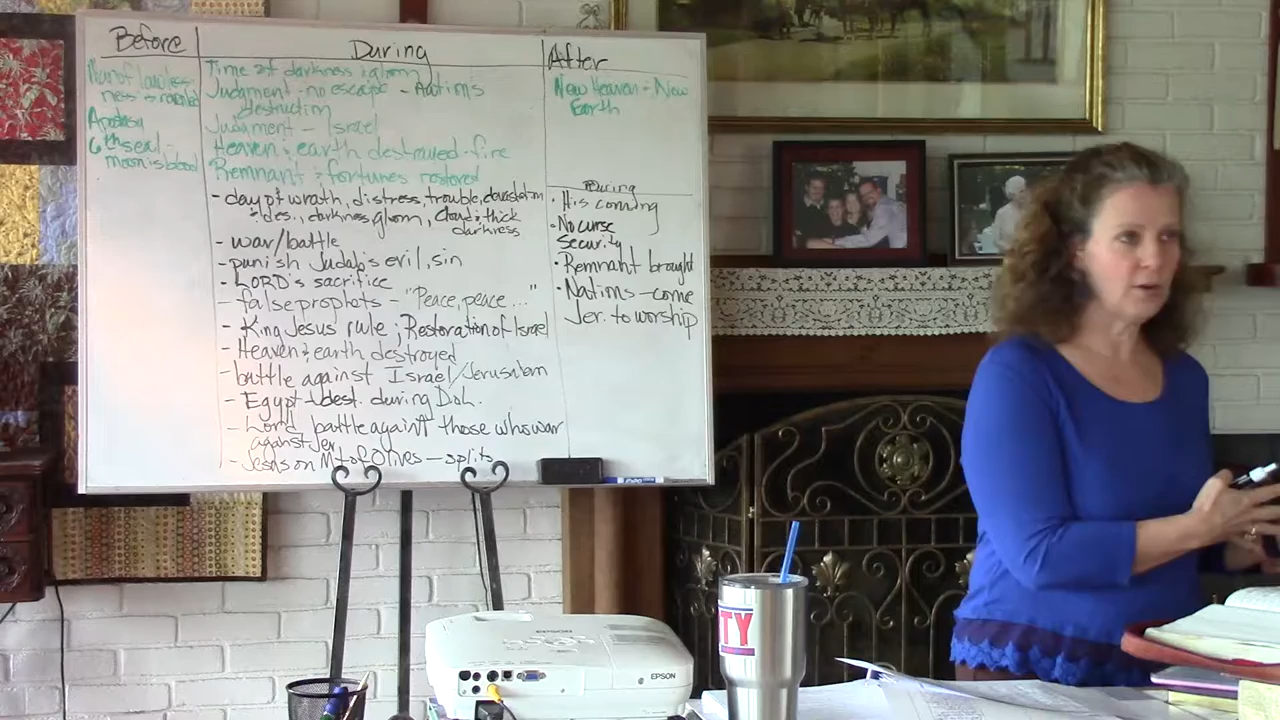 Before
During
After
Man of lawless-
ness is revealed
Apostasy
6th seal -
moon is blood
Time of darkness & gloom
Judgment - no escape - Nations
destruction
Judgment - Israel
Heaven & earth destroyed - fire
Remnant & fortunes restored
- day of wrath, distress, trouble, devastation
& des., darkness, gloom, cloud & thick
darkness
- war/battle
- punish Judah's evil, sin
- LORD's sacrifice
- false prophets - "Peace, peace..."
- King Jesus rule; Restoration of Israel
- Heaven & earth destroyed
- battle against Israel/Jerusalem
- Egypt dest. during DoL.
- Lord battle against those who war
against Jer.
- Jesus on Mt of Olives - splits
New Heaven & New
Earth
During
• His coming
• No curse
Security
• Remnant brought
• Nations - come
Jer. to worship
EPSON
EPSON
TY